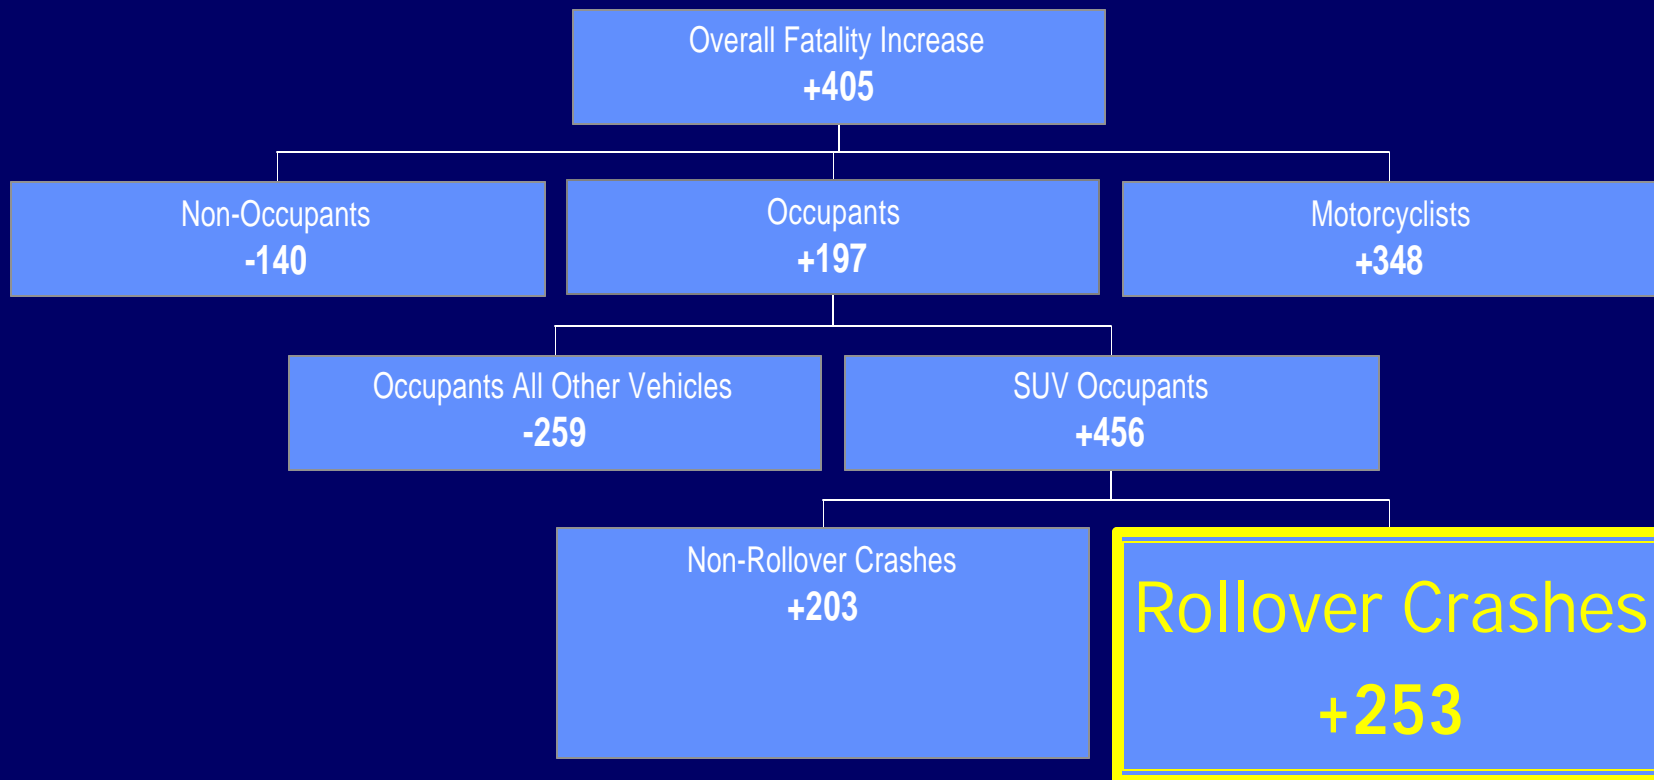 Overall Fatality Increase
+405
Non-Occupants
-140
Occupants
+197
Motorcyclists
+348
Occupants All Other Vehicles
-259
SUV Occupants
+456
Non-Rollover Crashes
+203
Rollover Crashes
+253